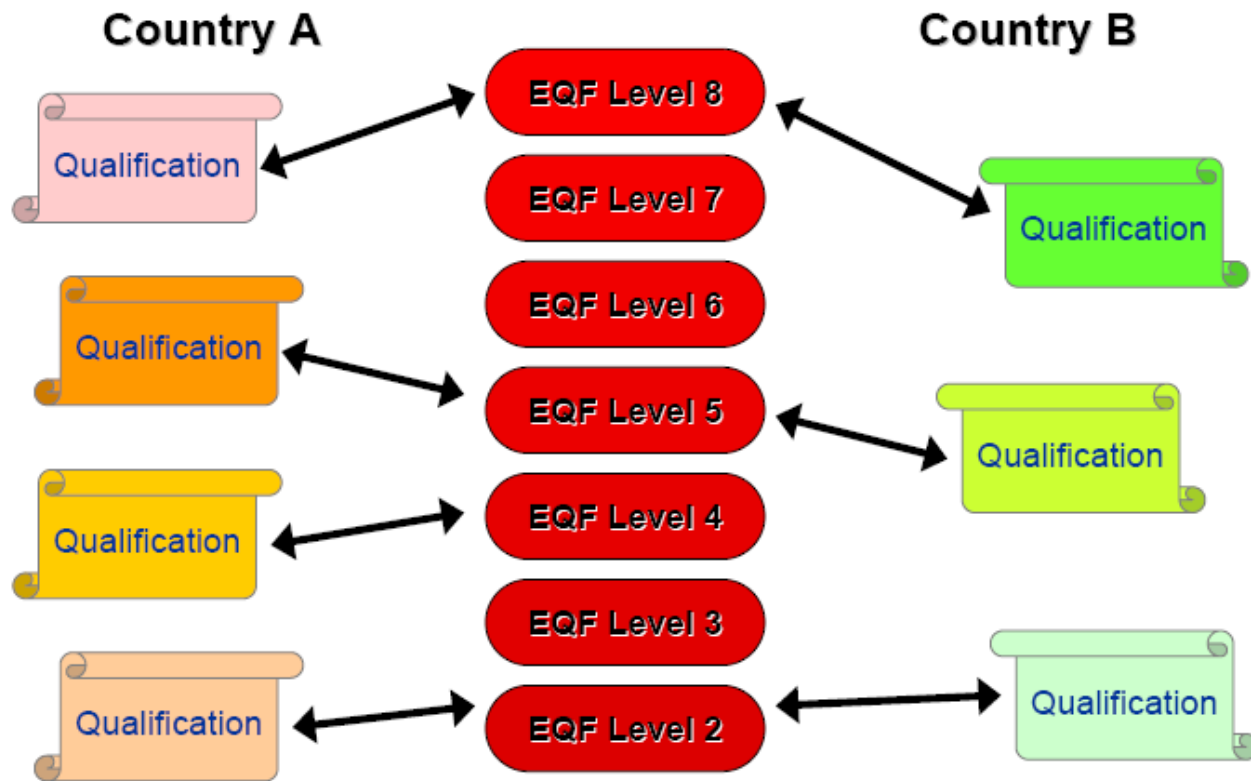 Country A
Country B
EQF Level 8
Qualification
EQF Level 7
Qualification
EQF Level 6
Qualification
EQF Level 5
Qualification
EQF Level 4
Qualification
EQF Level 3
Qualification
EQF Level 2
Qualification